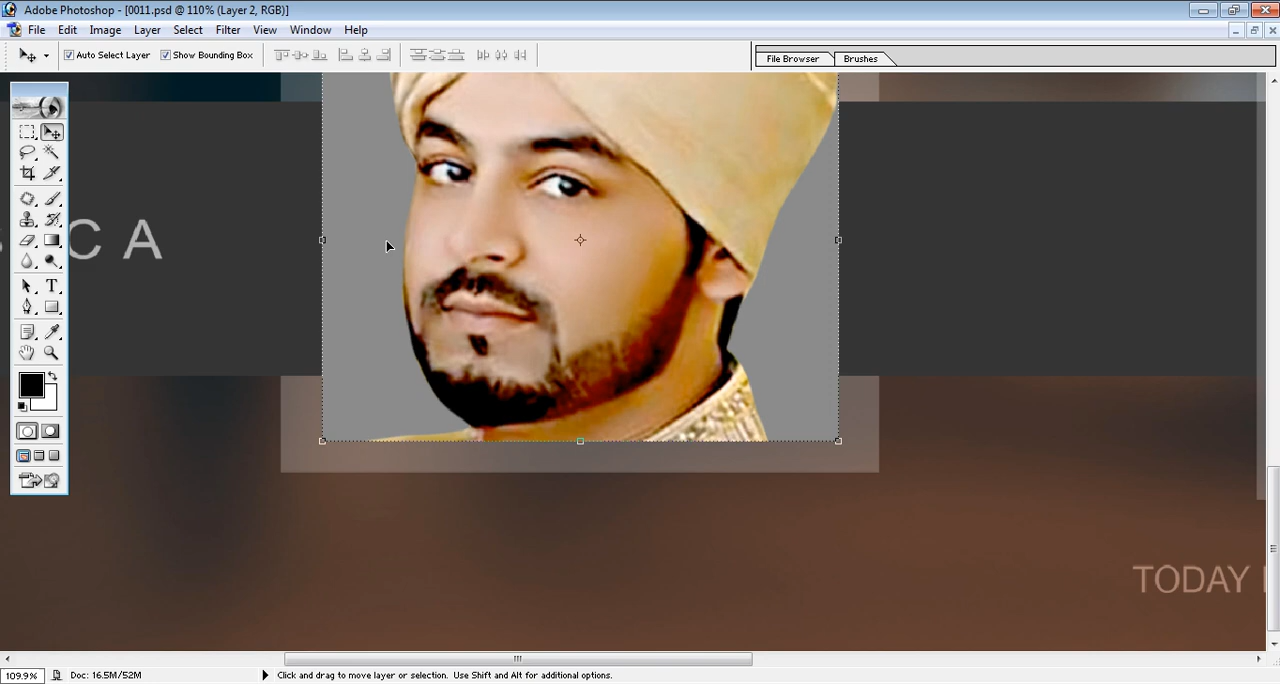 Adobe Photoshop - [0011.psd @ 110% (Layer 2, RGB)]
File Edit Image Layer Select Filter View Window Help
Auto Select Layer Show Bounding Box
File Browser Brushes
C A
T
TODAY
109.9% Doc: 16.5M/52M Click and drag to move layer or selection. Use Shift and Alt for additional options.